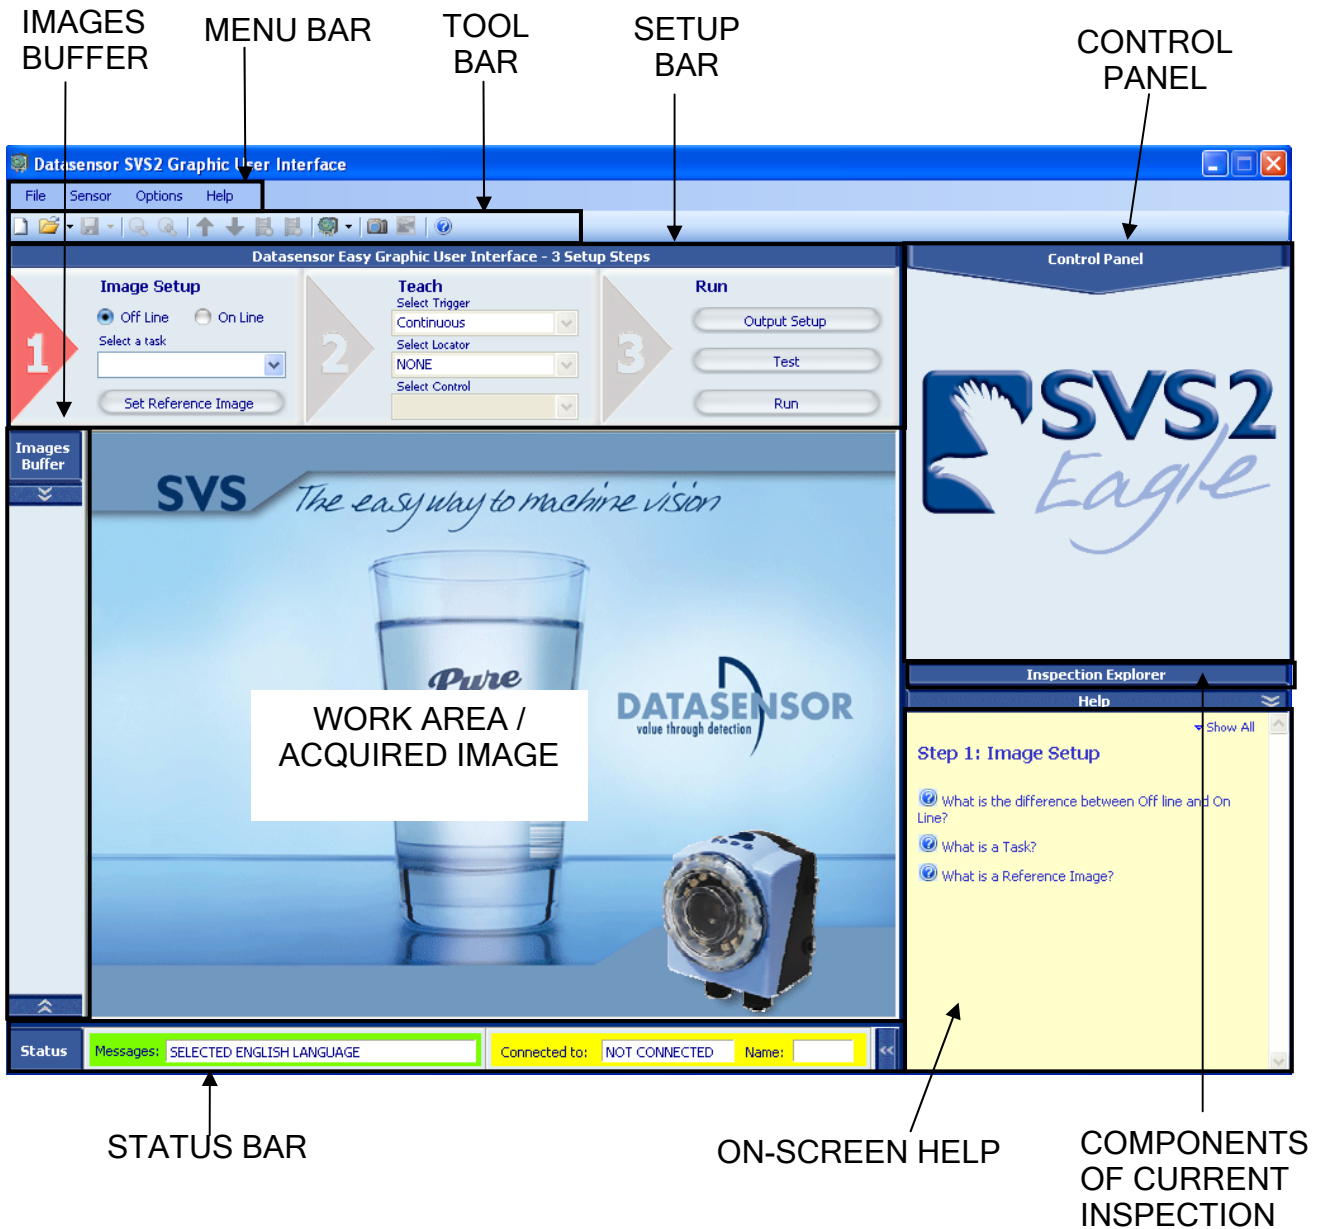 IMAGES
BUFFER
MENU BAR
TOOL
BAR
SETUP
BAR
CONTROL
PANEL
Datasensor SVS2 Graphic User Interface
File Sensor Options Help
Datasensor Easy Graphic User Interface - 3 Setup Steps
Control Panel
1
Image Setup
Off Line On Line
Select a task
Set Reference Image
2
Teach
Select Trigger
Continuous
Select Locator
NONE
Select Control
3
Run
Output Setup
Test
Run
SVS2
Eagle
Images
Buffer
SVS The easy way to machine vision
Pure
DATASENSOR
value through detection
WORK AREA /
ACQUIRED IMAGE
Inspection Explorer
Help
Show All
Step 1: Image Setup
What is the difference between Off line and On
Line?
What is a Task?
What is a Reference Image?
Status Messages: SELECTED ENGLISH LANGUAGE Connected to: NOT CONNECTED Name: <<
STATUS BAR
ON-SCREEN HELP
COMPONENTS
OF CURRENT
INSPECTION